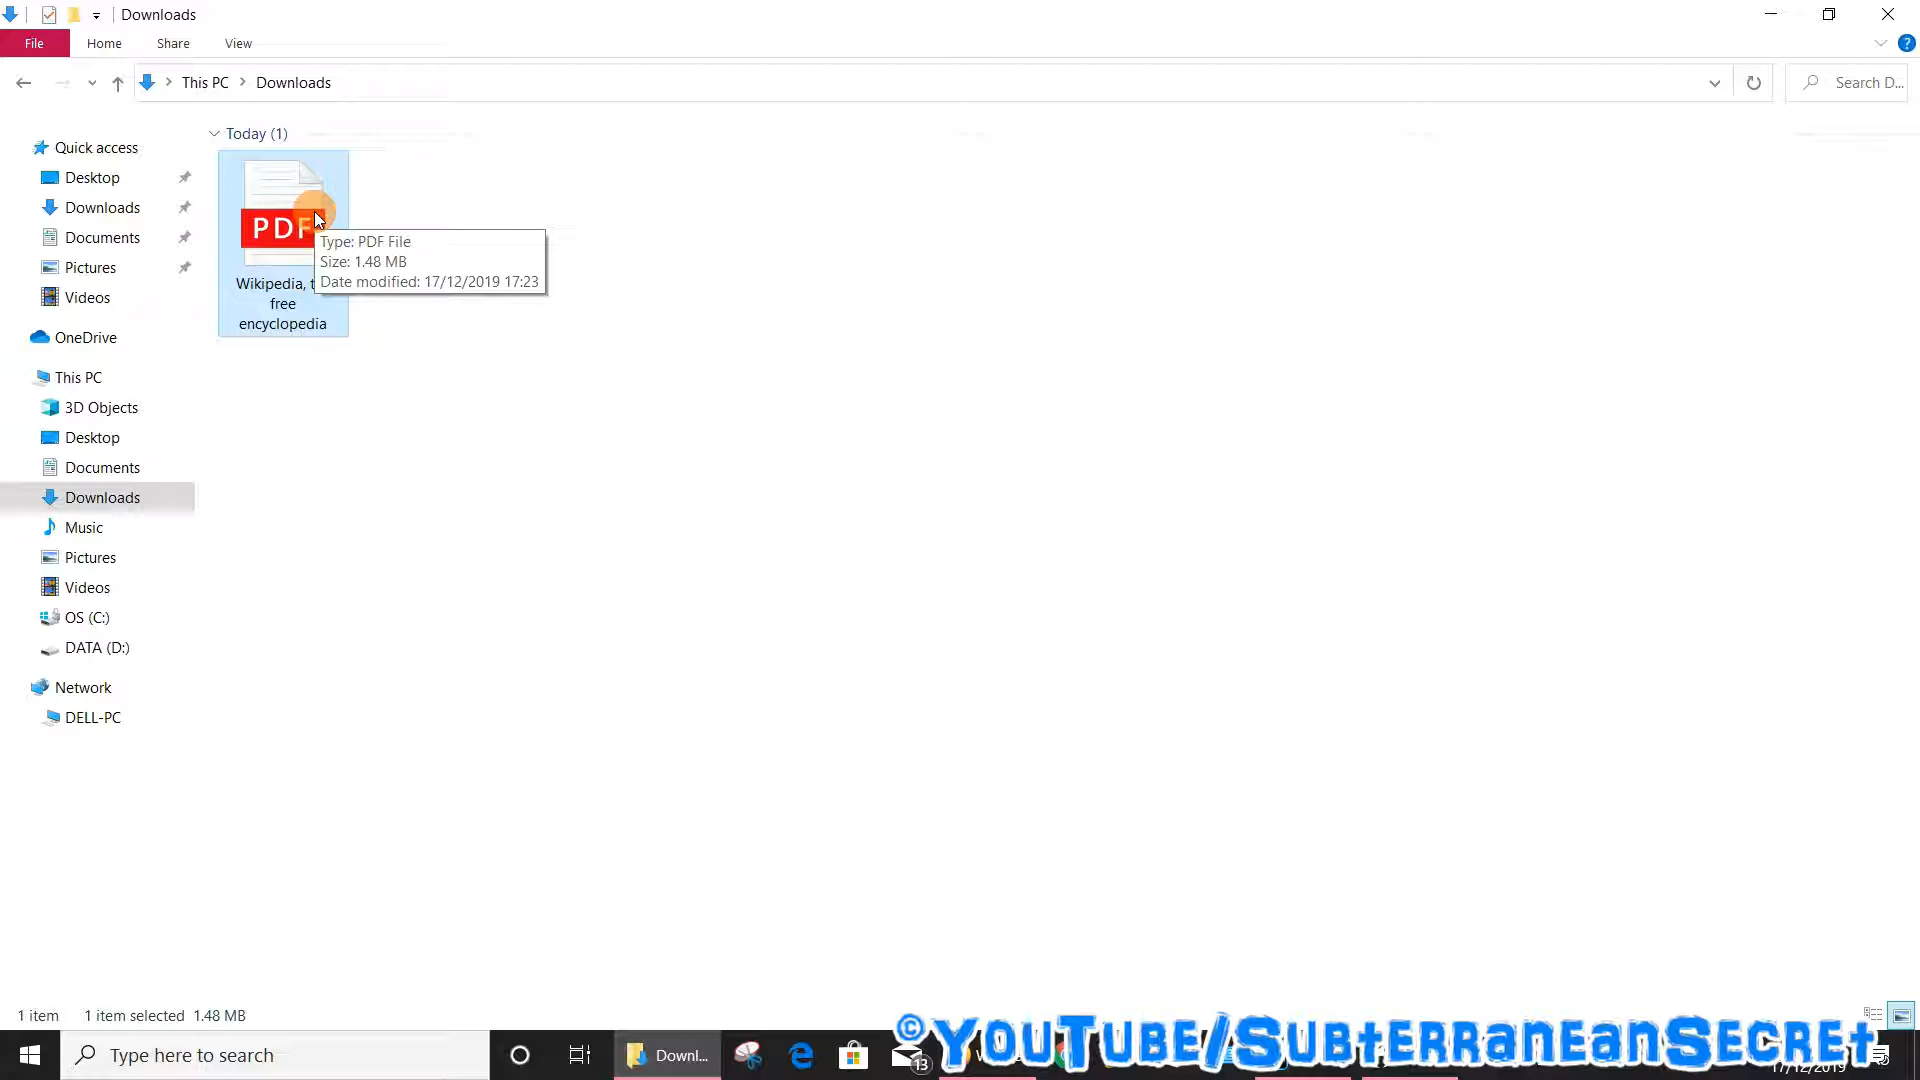 Downloads
File
Home
Share
View
This PC
Downloads
Search D...
Quick access
Desktop
Downloads
Documents
Pictures
Videos
OneDrive
This PC
3D Objects
Desktop
Documents
Downloads
Music
Pictures
Videos
OS (C:)
DATA (D:)
Network
DELL-PC
Today (1)
PDF
Wikipedia, t
free
encyclopedia
Type: PDF File
Size: 1.48 MB
Date modified: 17/12/2019 17:23
1 item
1 item selected 1.48 MB
Type here to search
Downl...
13
©YouTube/SubterraneanSecret
17/12/2019